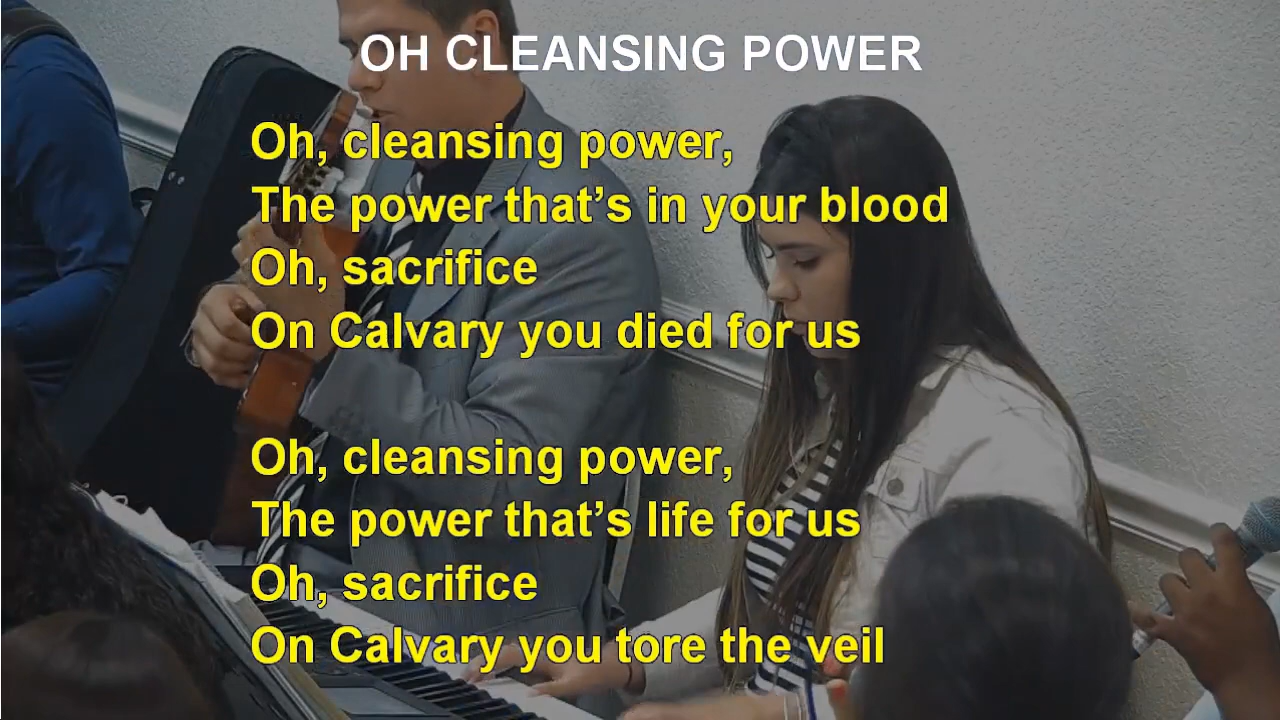 OH CLEANSING POWER
Oh, cleansing power,
The power that’s in your blood
Oh, sacrifice
On Calvary you died for us
Oh, cleansing power,
The power that’s life for us
Oh, sacrifice
On Calvary you tore the veil